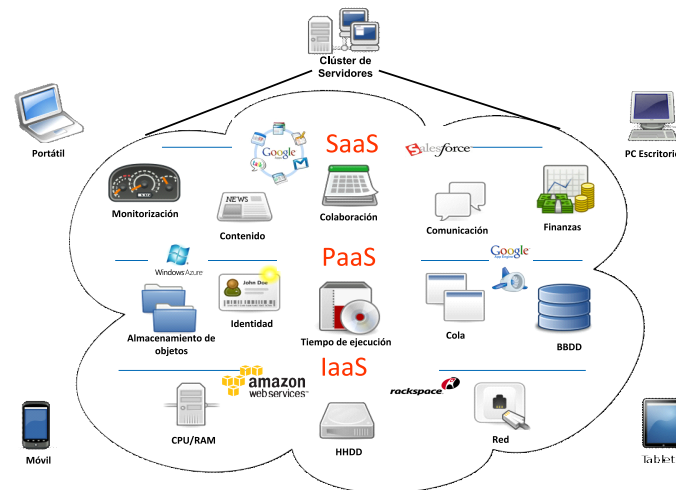 Clúster de
Servidores
Portátil
PC Escritorio
Google
SaaS
Salesforce
Monitorización
NEWS
Contenido
Colaboración
Comunicación
Finanzas
Windows Azure
PaaS
Google
App Engine
John Doe
Almacenamiento de
objetos
Identidad
Tiempo de ejecución
Cola
BBDD
IaaS
amazon
webservices™
rackspace
CPU/RAM
HHDD
Red
Móvil
Tablet